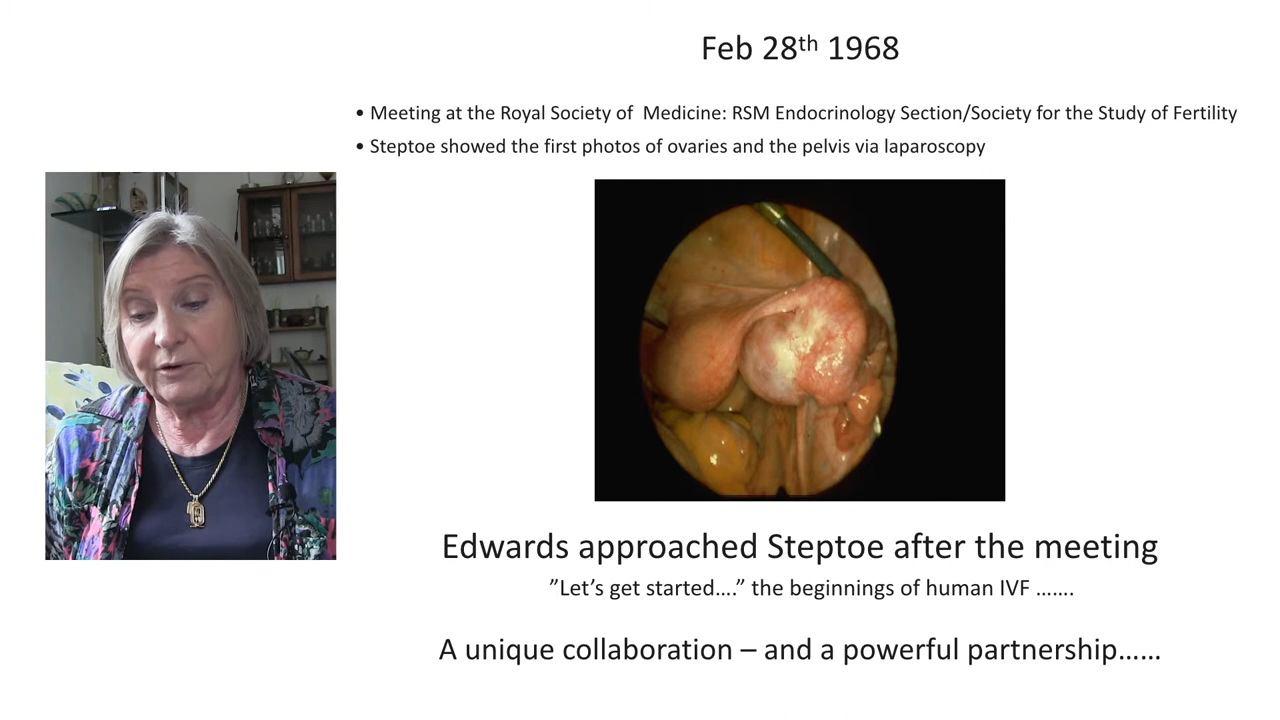 Feb 28th 1968
• Meeting at the Royal Society of  Medicine: RSM Endocrinology Section/Society for the Study of Fertility
• Steptoe showed the first photos of ovaries and the pelvis via laparoscopy
Edwards approached Steptoe after the meeting
”Let’s get started….” the beginnings of human IVF …….
A unique collaboration – and a powerful partnership……